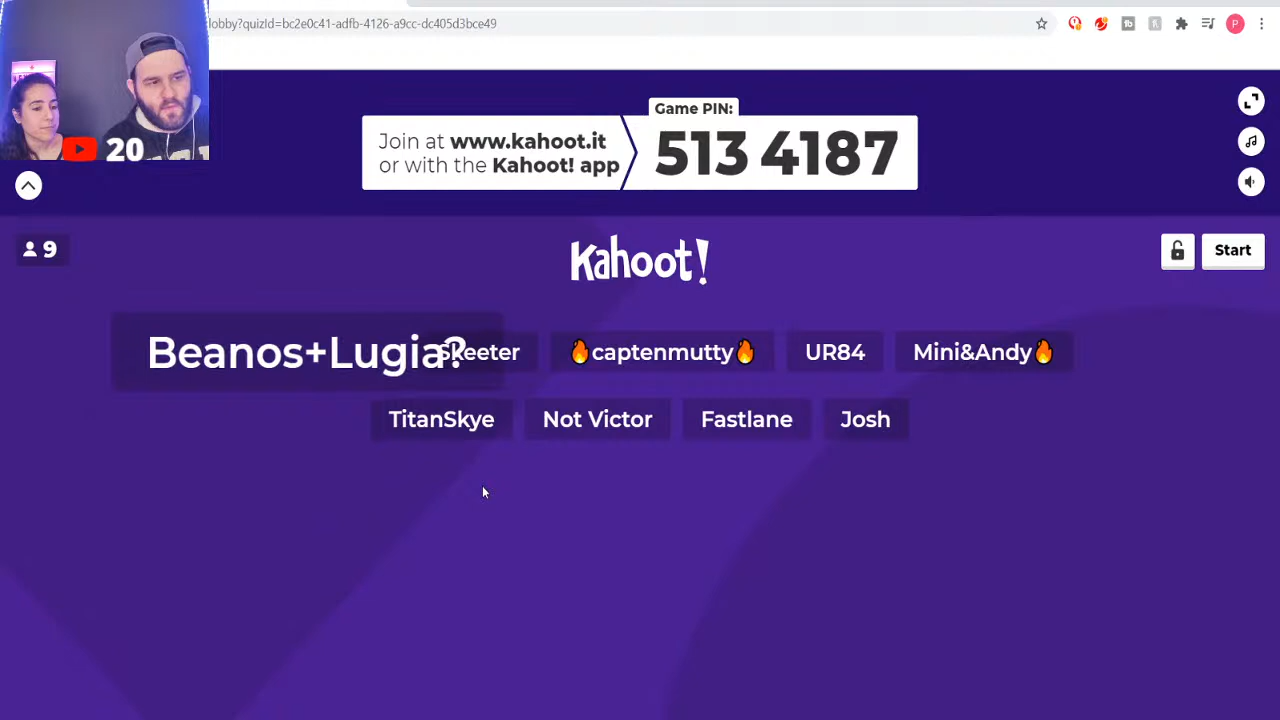 lobby?quizId=bc2e0c41-adfb-4126-a9cc-dc405d3bce49
Game PIN:
Join at www.kahoot.it
or with the Kahoot! app
513 4187
20
9
Kahoot!
Start
Beanos+Lugia?
Skeeter
🔥captenmutty🔥
UR84
Mini&Andy🔥
TitanSkye
Not Victor
Fastlane
Josh
P